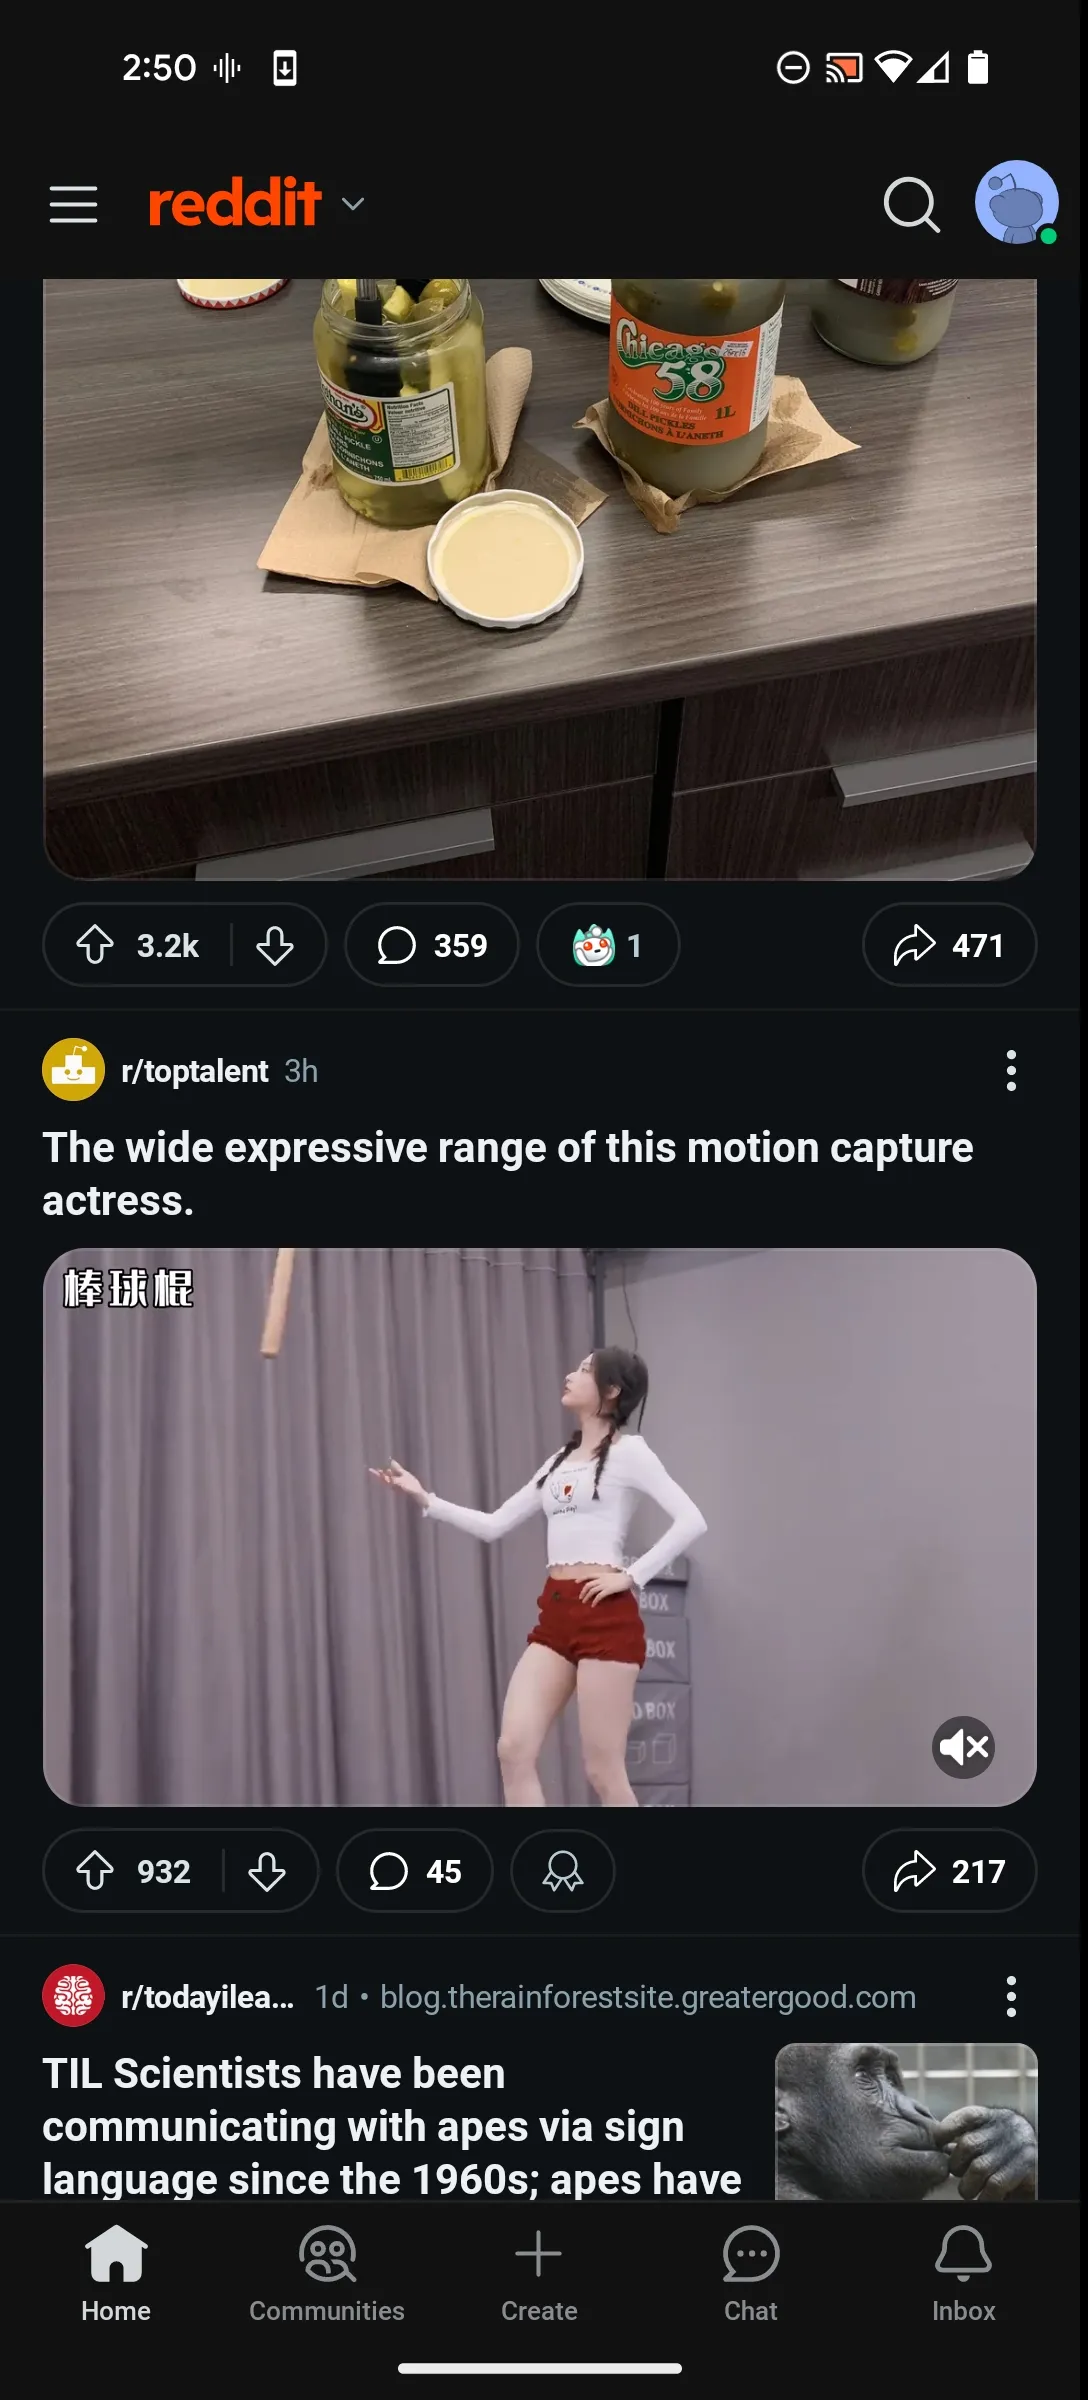 2:50
reddit
Chicago
58
1L
DILL PICKLES
CORNICHONS À L'ANETH
3.2k
359
1
471
r/toptalent 3h
The wide expressive range of this motion capture
actress.
棒球棍
BOX
BOX
BOX
932
45
217
r/todayilea... 1d • blog.therainforestsite.greatergood.com
TIL Scientists have been
communicating with apes via sign
language since the 1960s; apes have
Home
Communities
Create
Chat
Inbox